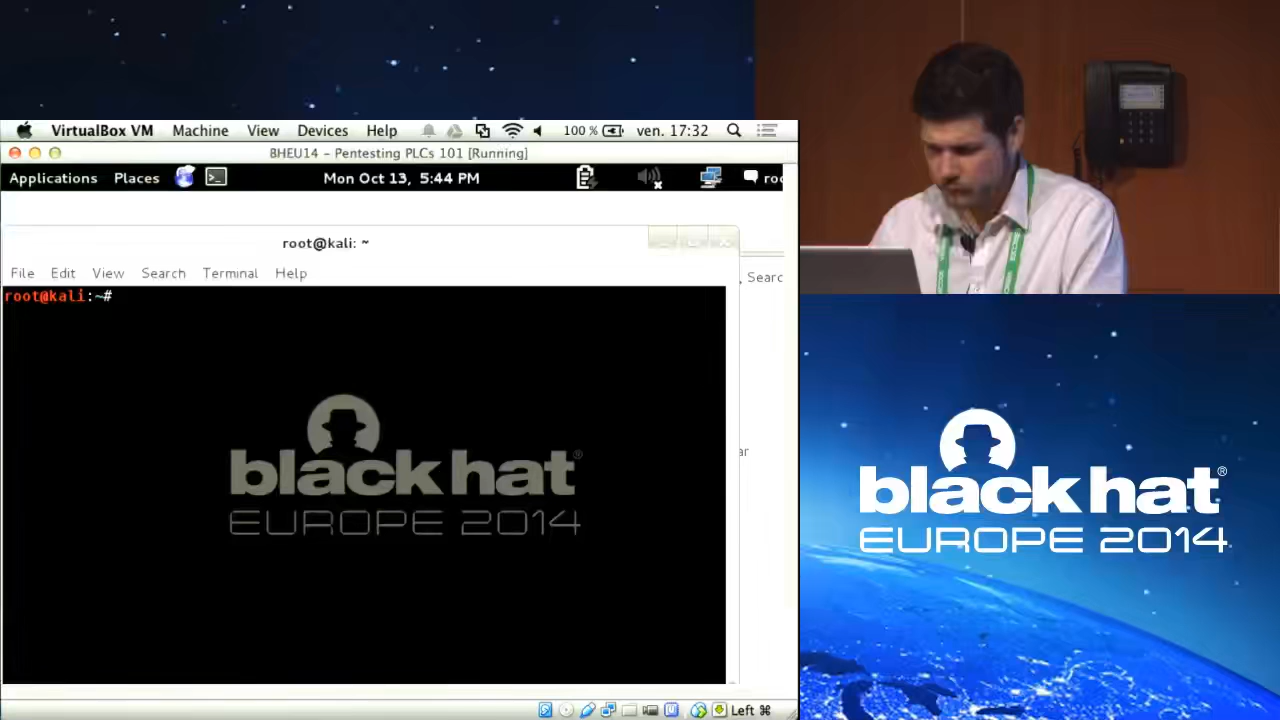 VirtualBox VM Machine View Devices Help 100 % ven. 17:32
BHEU14 - Pentesting PLCs 101 [Running]
Applications Places Mon Oct 13, 5:44 PM roo
root@kali: ~
File Edit View Search Terminal Help
, Searc
root@kali:~#
ar
black hat®
EUROPE 2014
Left ⌘
black hat®
EUROPE 2014